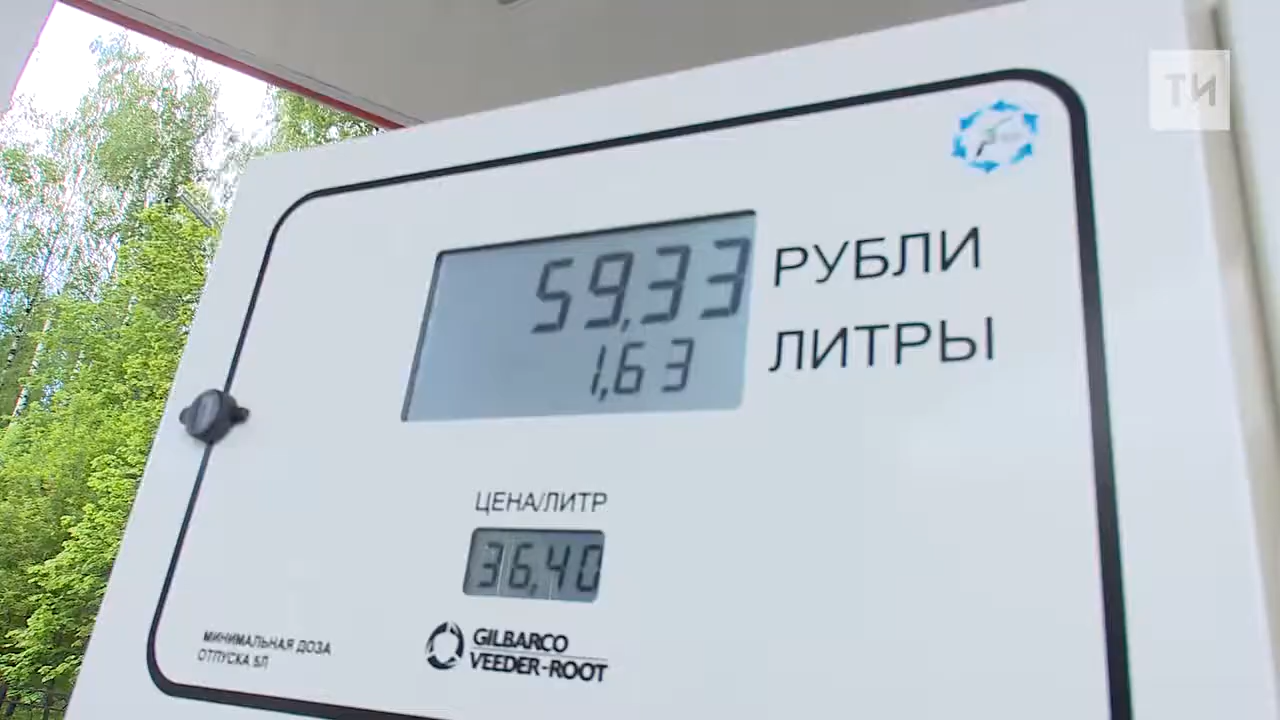 ТИ
59,33 РУБЛИ
1,63 ЛИТРЫ
ЦЕНА/ЛИТР
36,40
МИНИМАЛЬНАЯ ДОЗА
ОТПУСКА 5Л
GILBARCO
VEEDER-ROOT